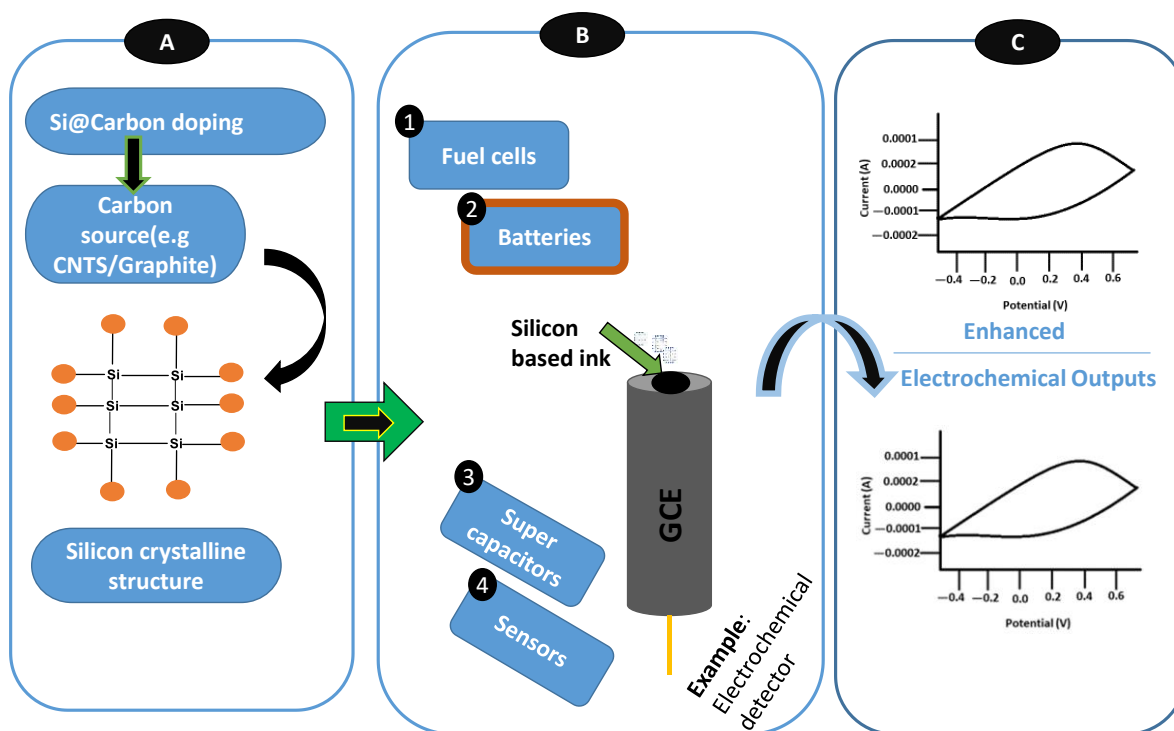 A
Si@Carbon doping
Carbon
source(e.g
CNTS/Graphite)
Si
Si
Si
Si
Si
Si
Silicon crystalline
structure
B
1
Fuel cells
2
Batteries
Silicon
based ink
GCE
3
Super
capacitors
4
Sensors
Example:
Electrochemical
detector
C
Current (A)
0.0001
0.0002
0.0000
—0.0001
—0.0002
—0.4
—0.2
0.0
0.2
0.4
0.6
Potential (V)
Enhanced
Electrochemical Outputs
Current (A)
0.0001
0.0002
0.0000
—0.0001
—0.0002
—0.4
—0.2
0.0
0.2
0.4
0.6
Potential (V)